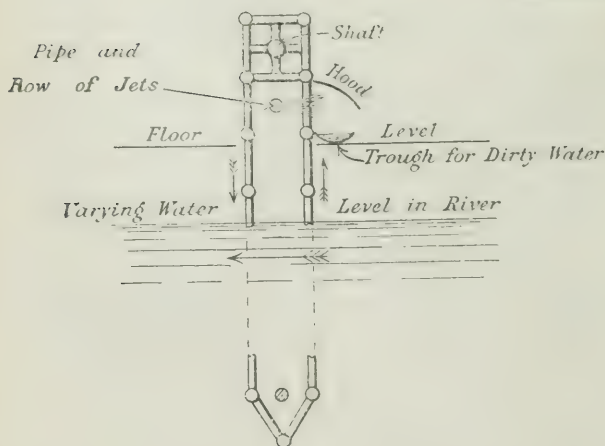 Shaft
Pipe and
Row of Jets
Hood
Floor
Level
Trough for Dirty Water
Varying Water
Level in River